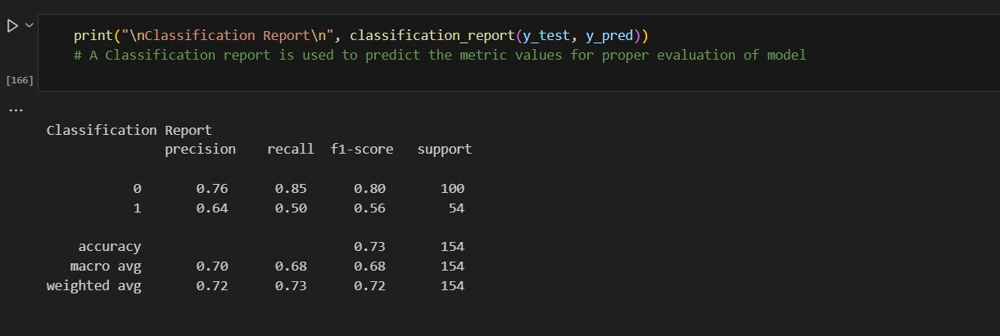 print("\nClassification Report\n", classification_report(y_test, y_pred))
# A Classification report is used to predict the metric values for proper evaluation of model
[166]
...
Classification Report
precision recall f1-score support
0 0.76 0.85 0.80 100
1 0.64 0.50 0.56 54
accuracy 0.73 154
macro avg 0.70 0.68 0.68 154
weighted avg 0.72 0.73 0.72 154